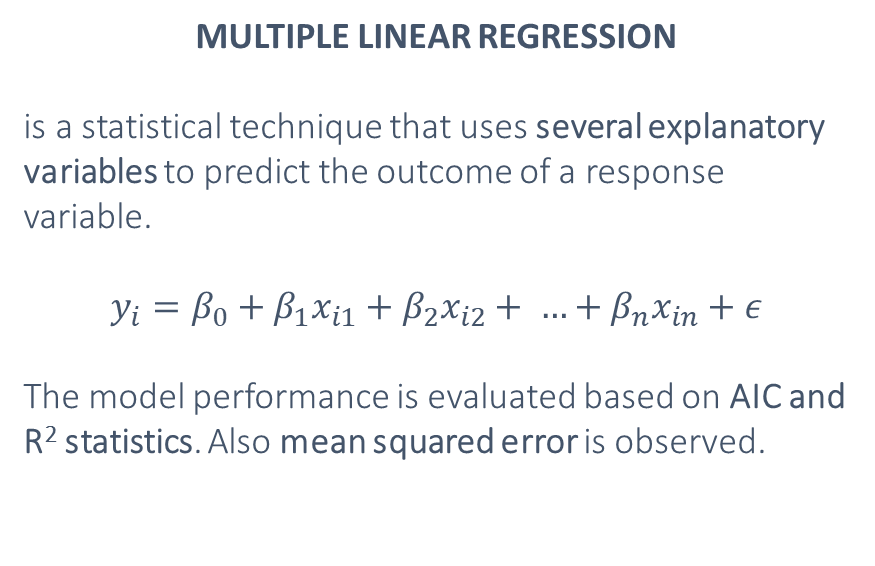 MULTIPLE LINEAR REGRESSION
is a statistical technique that uses several explanatory
variables to predict the outcome of a response
variable.
𝑦ᵢ = β₀ + β₁𝑥ᵢ₁ + β₂𝑥ᵢ₂ + … + βₙ𝑥ᵢₙ + ϵ
The model performance is evaluated based on AIC and
R² statistics. Also mean squared error is observed.